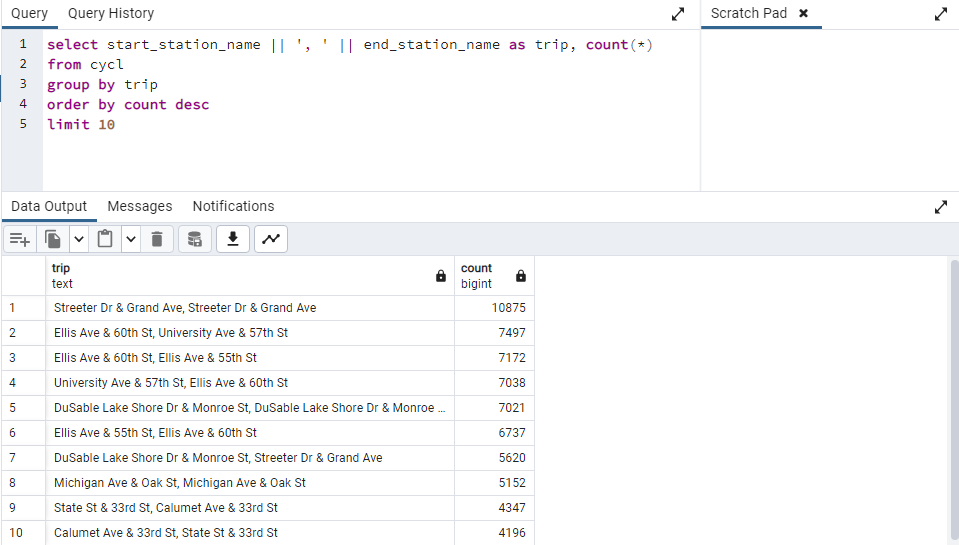 Query Query History Scratch Pad ×
1 select start_station_name || ', ' || end_station_name as trip, count(*)
2 from cycl
3 group by trip
4 order by count desc
5 limit 10
Data Output Messages Notifications
trip count
text bigint
1 Streeter Dr & Grand Ave, Streeter Dr & Grand Ave 10875
2 Ellis Ave & 60th St, University Ave & 57th St 7497
3 Ellis Ave & 60th St, Ellis Ave & 55th St 7172
4 University Ave & 57th St, Ellis Ave & 60th St 7038
5 DuSable Lake Shore Dr & Monroe St, DuSable Lake Shore Dr & Monroe ... 7021
6 Ellis Ave & 55th St, Ellis Ave & 60th St 6737
7 DuSable Lake Shore Dr & Monroe St, Streeter Dr & Grand Ave 5620
8 Michigan Ave & Oak St, Michigan Ave & Oak St 5152
9 State St & 33rd St, Calumet Ave & 33rd St 4347
10 Calumet Ave & 33rd St, State St & 33rd St 4196